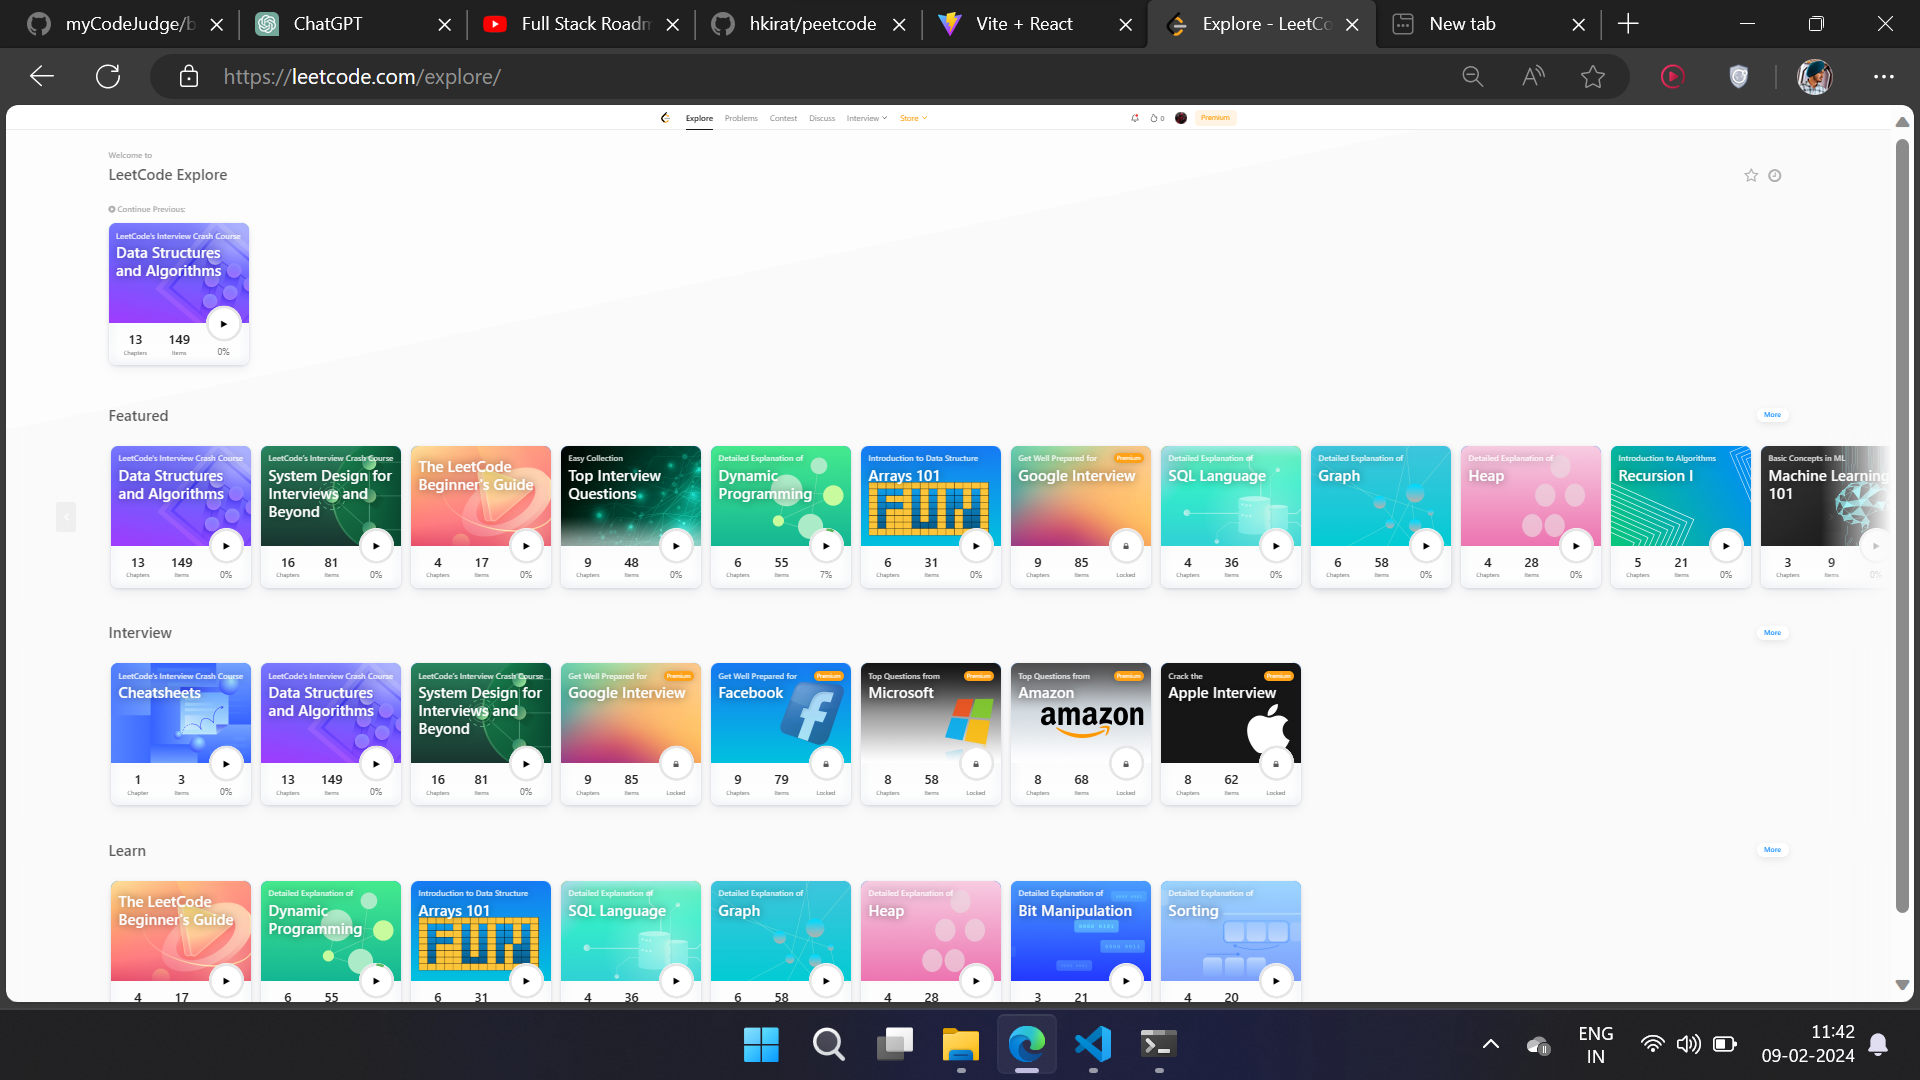 myCodeJudge/b
ChatGPT
Full Stack Roadm
hkirat/peetcode
Vite + React
Explore - LeetCo
New tab
https://leetcode.com/explore/
Explore Problems Contest Discuss Interview Store
0 Premium
Welcome to
LeetCode Explore
Continue Previous:
LeetCode's Interview Crash Course
Data Structures
and Algorithms
13 149
Chapters Items 0%
Featured
More
LeetCode's Interview Crash Course
Data Structures
and Algorithms
13 149
Chapters Items 0%
LeetCode's Interview Crash Course
System Design for
Interviews and
Beyond
16 81
Chapters Items 0%
The LeetCode
Beginner's Guide
4 17
Chapters Items 0%
Easy Collection
Top Interview
Questions
9 48
Chapters Items 0%
Detailed Explanation of
Dynamic
Programming
6 55
Chapters Items 7%
Introduction to Data Structure
Arrays 101
FUN
6 31
Chapters Items 0%
Get Well Prepared for Premium
Google Interview
9 85
Chapters Items Locked
Detailed Explanation of
SQL Language
4 36
Chapters Items 0%
Detailed Explanation of
Graph
6 58
Chapters Items 0%
Detailed Explanation of
Heap
4 28
Chapters Items 0%
Introduction to Algorithms
Recursion I
5 21
Chapters Items 0%
Basic Concepts in ML
Machine Learning
101
3 9
Chapters Items 0%
Interview
More
LeetCode's Interview Crash Course
Cheatsheets
1 3
Chapter Items 0%
LeetCode's Interview Crash Course
Data Structures
and Algorithms
13 149
Chapters Items 0%
LeetCode's Interview Crash Course
System Design for
Interviews and
Beyond
16 81
Chapters Items 0%
Get Well Prepared for Premium
Google Interview
9 85
Chapters Items Locked
Get Well Prepared for Premium
Facebook
f
9 79
Chapters Items Locked
Top Questions from Premium
Microsoft
8 58
Chapters Items Locked
Top Questions from Premium
Amazon
amazon
8 68
Chapters Items Locked
Crack the Premium
Apple Interview
8 62
Chapters Items Locked
Learn
More
The LeetCode
Beginner's Guide
4 17
Detailed Explanation of
Dynamic
Programming
6 55
Introduction to Data Structure
Arrays 101
FUN
6 31
Detailed Explanation of
SQL Language
4 36
Detailed Explanation of
Graph
6 58
Detailed Explanation of
Heap
4 28
Detailed Explanation of
Bit Manipulation
3 21
Detailed Explanation of
Sorting
4 20
ENG
IN
11:42
09-02-2024